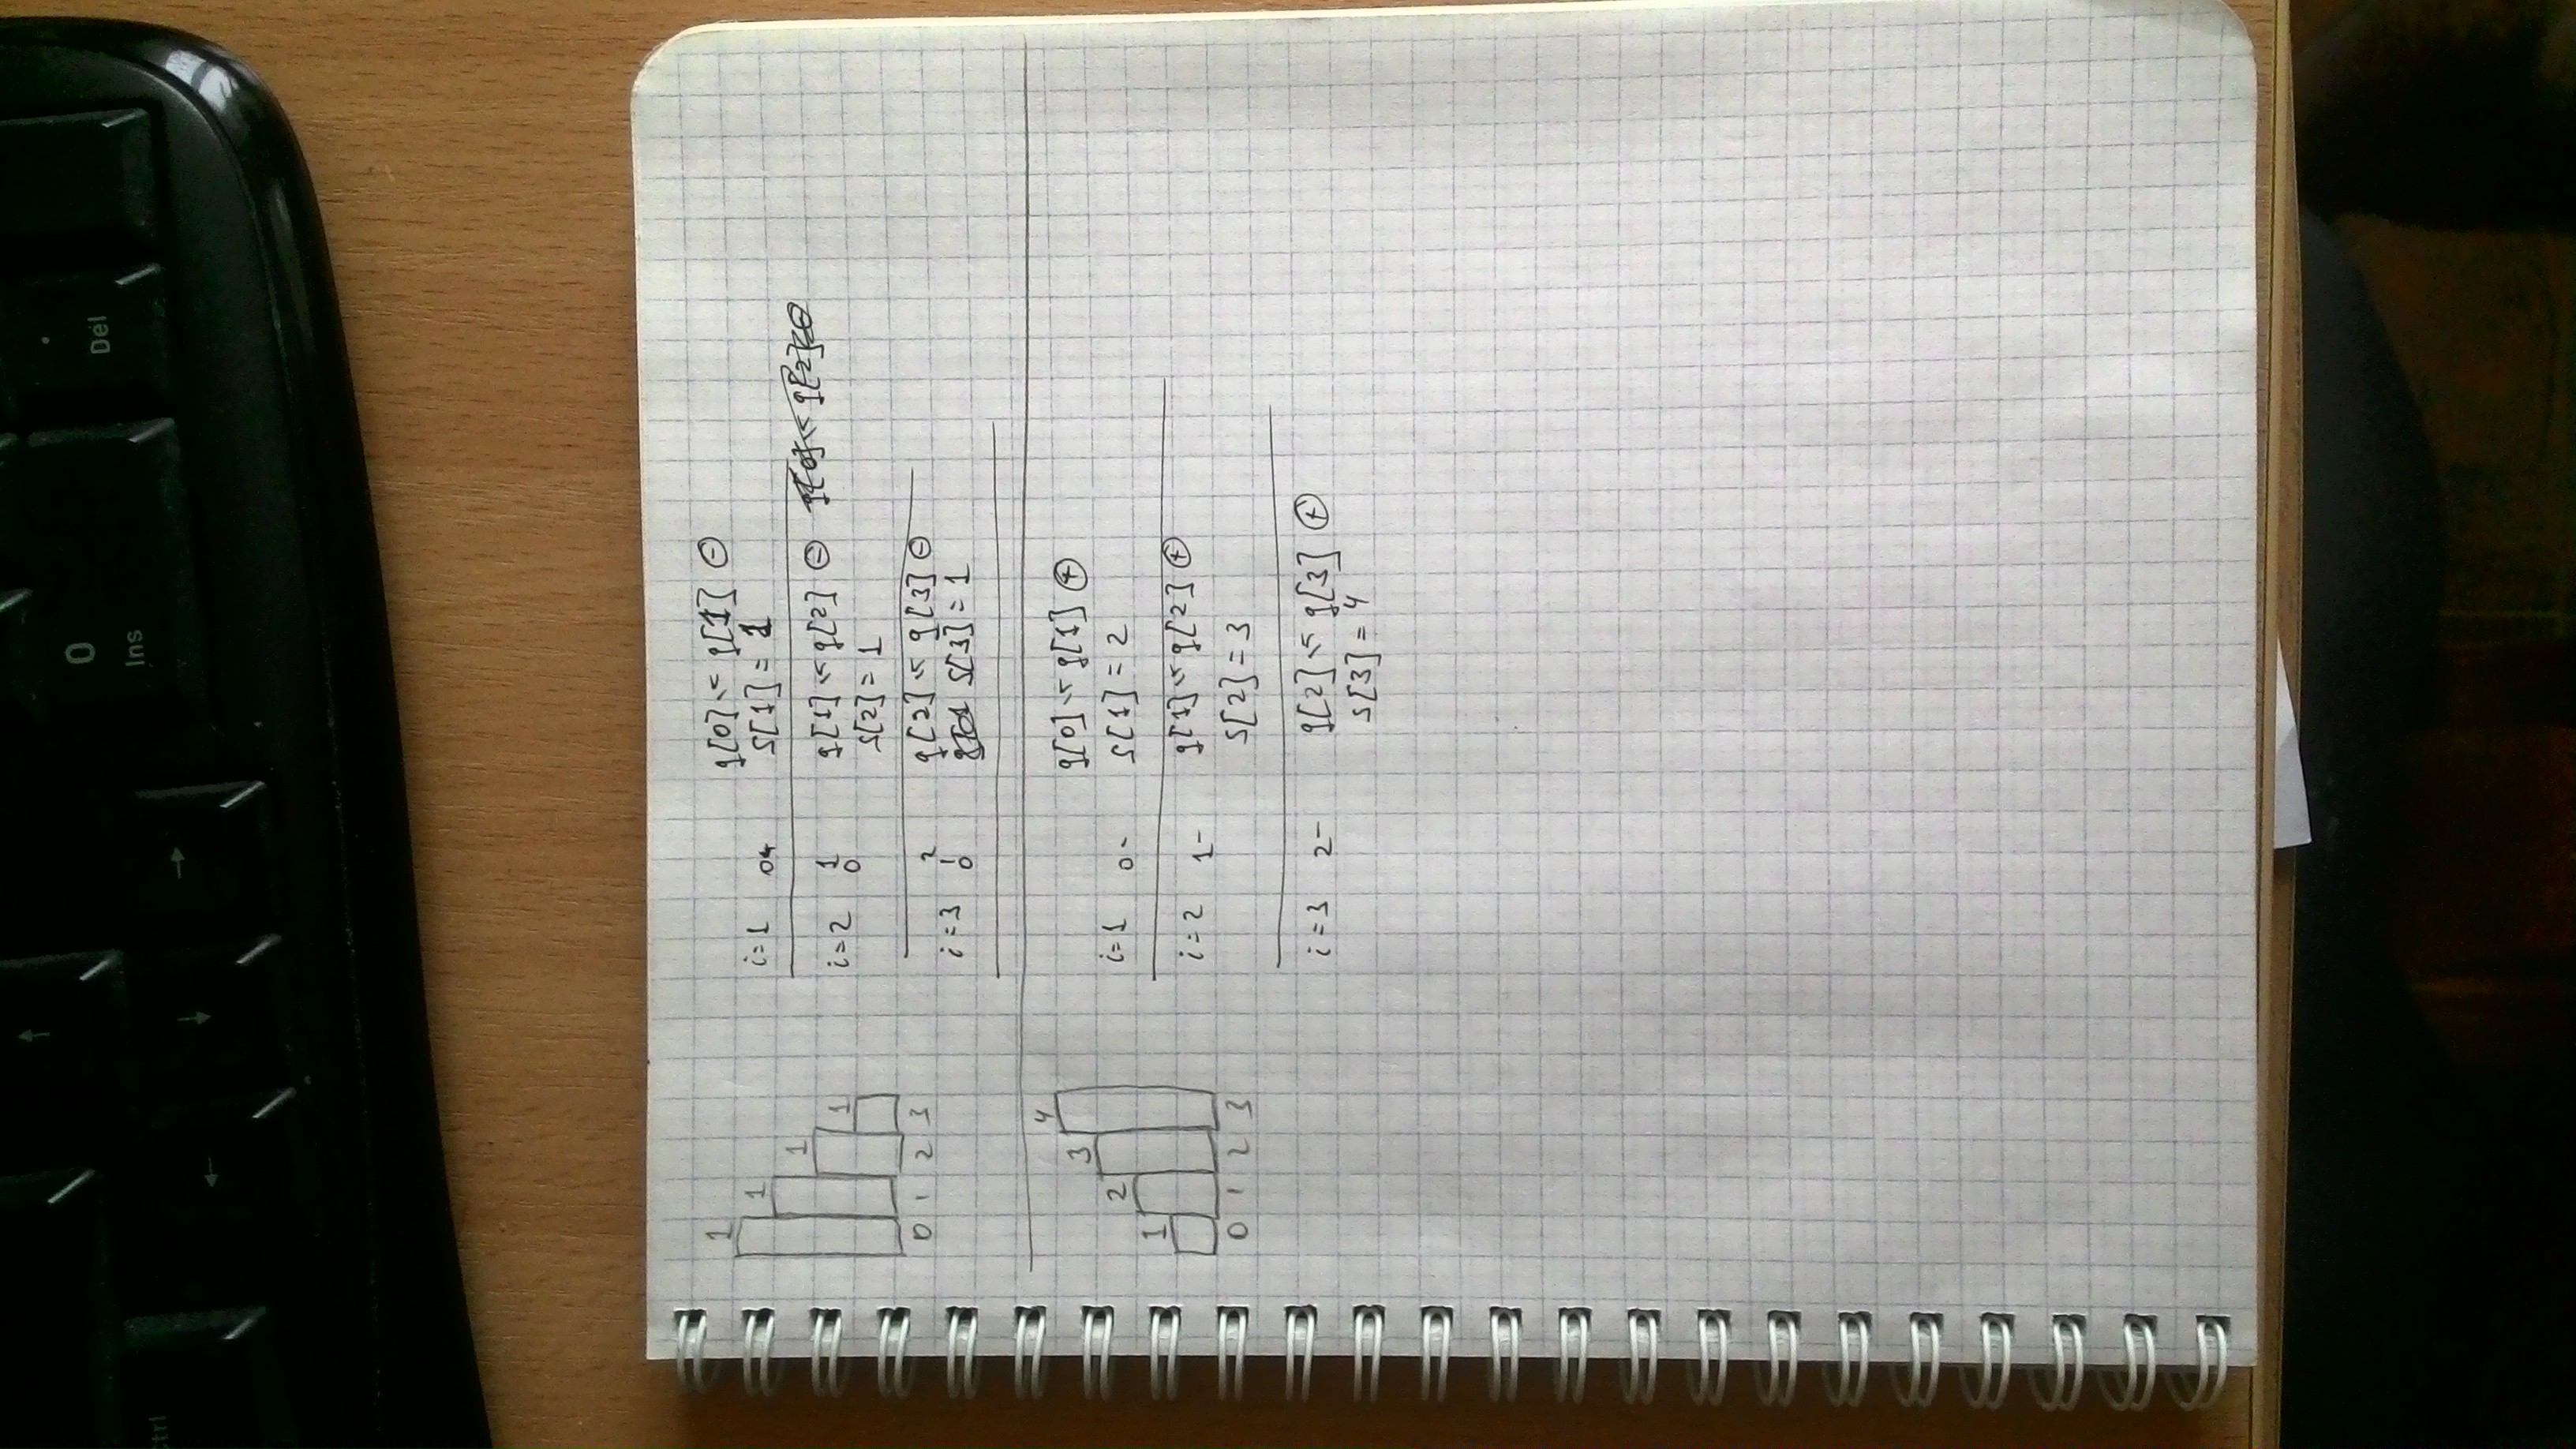 0
Ins
Del
Ctrl
1
1
1
1
0 1 2 3
g[0] ≤ g[1] ⊖
i=1 0
S[1] = 1
i=2 1 0
g[1] ≤ g[2] ⊖
S[2] = 1
i=3 2 1 0
g[2] ≤ g[3] ⊖
S[3] = 1
1
2
3
4
0 1 2 3
g[0] ≤ g[1] ⊕
i=1 0-
S[1] = 2
g[1] ≤ g[2] ⊕
i=2 1-
S[2] = 3
i=3 2- g[2] ≤ g[3] ⊕
S[3] = 4